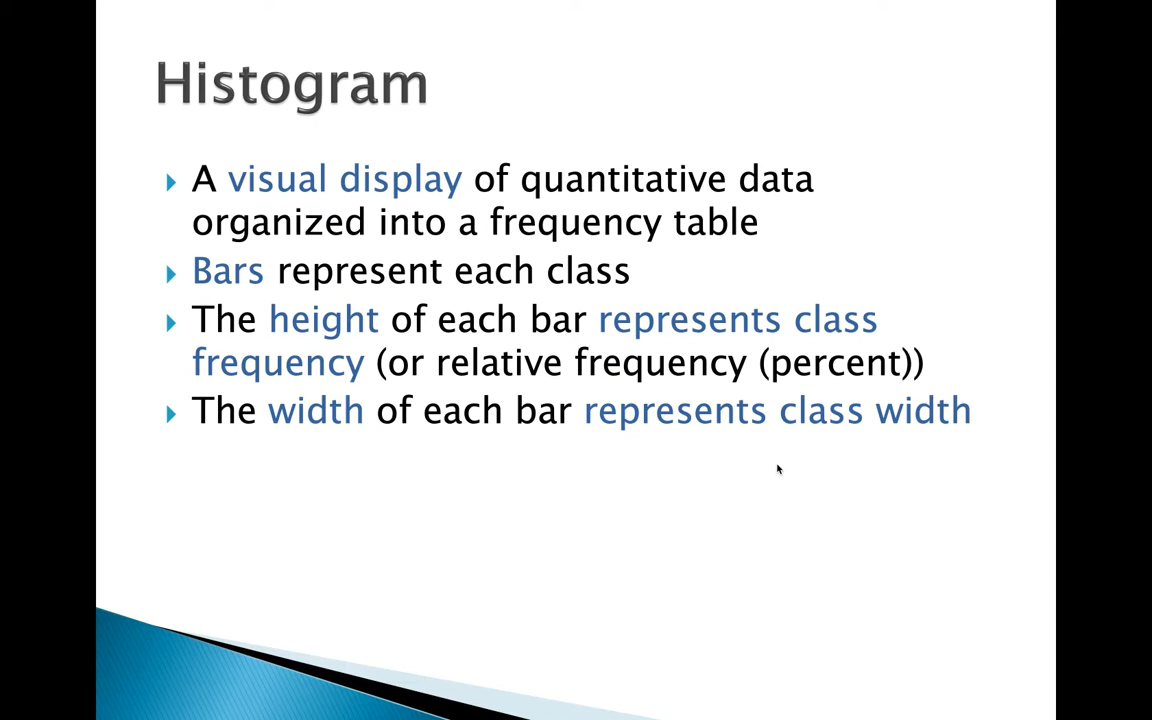 Histogram
A visual display of quantitative data
organized into a frequency table
Bars represent each class
The height of each bar represents class
frequency (or relative frequency (percent))
The width of each bar represents class width